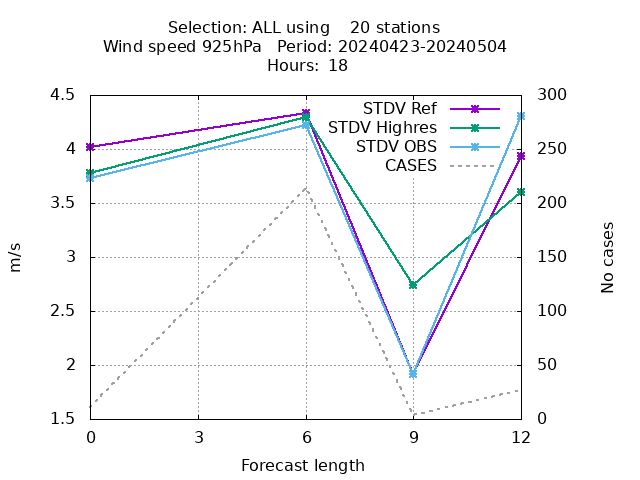 Selection: ALL using    20 stations
Wind speed 925hPa   Period: 20240423-20240504
Hours:  18
STDV Ref
STDV Highres
STDV OBS
CASES
4.5
4
3.5
3
2.5
2
1.5
300
250
200
150
100
50
0
m/s
No cases
0 3 6 9 12
Forecast length